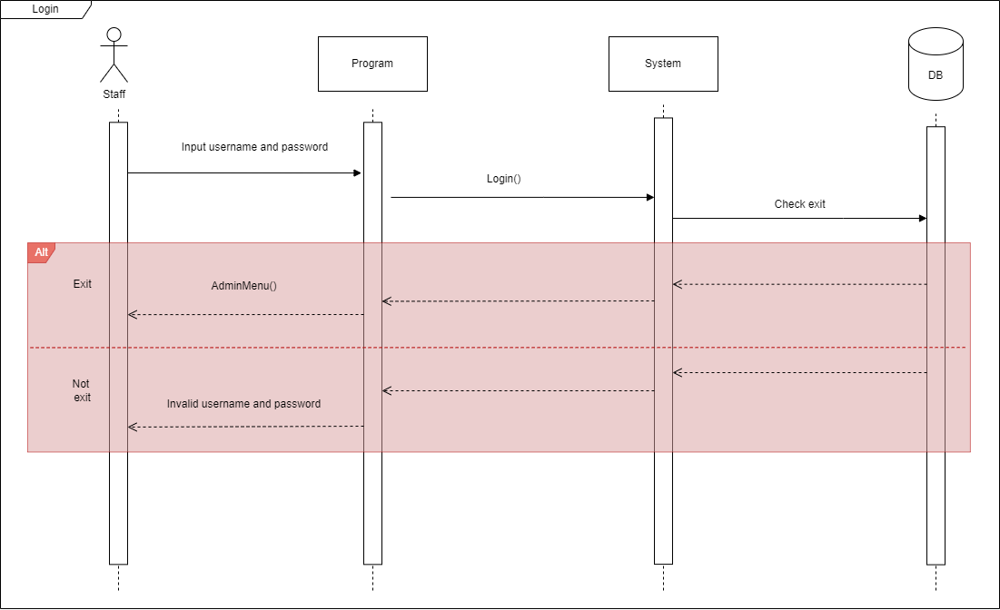 Login
Staff
Program
System
DB
Input username and password
Login()
Check exit
Alt
Exit
AdminMenu()
Not
exit
Invalid username and password